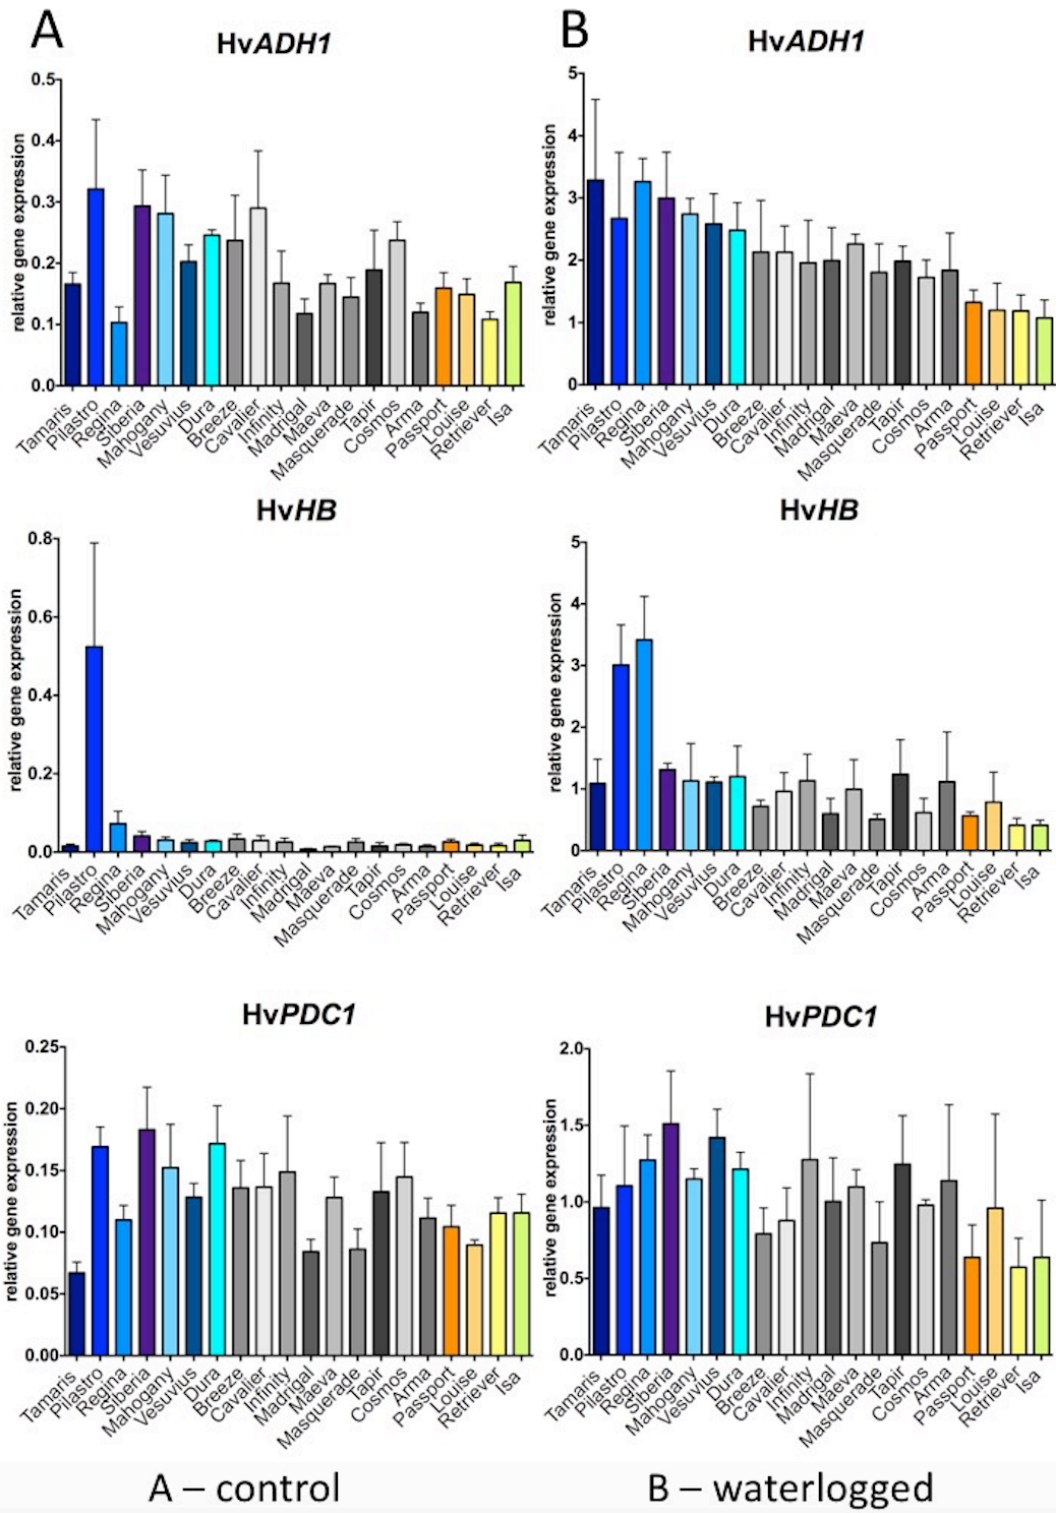 A
HvADH1
relative gene expression
0.5
0.4
0.3
0.2
0.1
0.0
Tamaris
Pilastro
Regina
Siberia
Mahogany
Vesuvius
Dura
Breeze
Cavalier
Infinity
Madrigal
Maeva
Masquerade
Tapir
Cosmos
Arma
Passport
Louise
Retriever
Isa
B
HvADH1
relative gene expression
5
4
3
2
1
0
Tamaris
Pilastro
Regina
Siberia
Mahogany
Vesuvius
Dura
Breeze
Cavalier
Infinity
Madrigal
Maeva
Masquerade
Tapir
Cosmos
Arma
Passport
Louise
Retriever
Isa
HvHB
relative gene expression
0.8
0.6
0.4
0.2
0.0
Tamaris
Pilastro
Regina
Siberia
Mahogany
Vesuvius
Dura
Breeze
Cavalier
Infinity
Madrigal
Maeva
Masquerade
Tapir
Cosmos
Arma
Passport
Louise
Retriever
Isa
HvHB
relative gene expression
5
4
3
2
1
0
Tamaris
Pilastro
Regina
Siberia
Mahogany
Vesuvius
Dura
Breeze
Cavalier
Infinity
Madrigal
Maeva
Masquerade
Tapir
Cosmos
Arma
Passport
Louise
Retriever
Isa
HvPDC1
relative gene expression
0.25
0.20
0.15
0.10
0.05
0.00
Tamaris
Pilastro
Regina
Siberia
Mahogany
Vesuvius
Dura
Breeze
Cavalier
Infinity
Madrigal
Maeva
Masquerade
Tapir
Cosmos
Arma
Passport
Louise
Retriever
Isa
HvPDC1
relative gene expression
2.0
1.5
1.0
0.5
0.0
Tamaris
Pilastro
Regina
Siberia
Mahogany
Vesuvius
Dura
Breeze
Cavalier
Infinity
Madrigal
Maeva
Masquerade
Tapir
Cosmos
Arma
Passport
Louise
Retriever
Isa
A – control
B – waterlogged